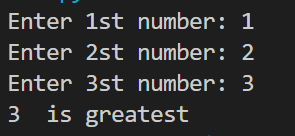 Enter 1st number: 1
Enter 2st number: 2
Enter 3st number: 3
3  is greatest